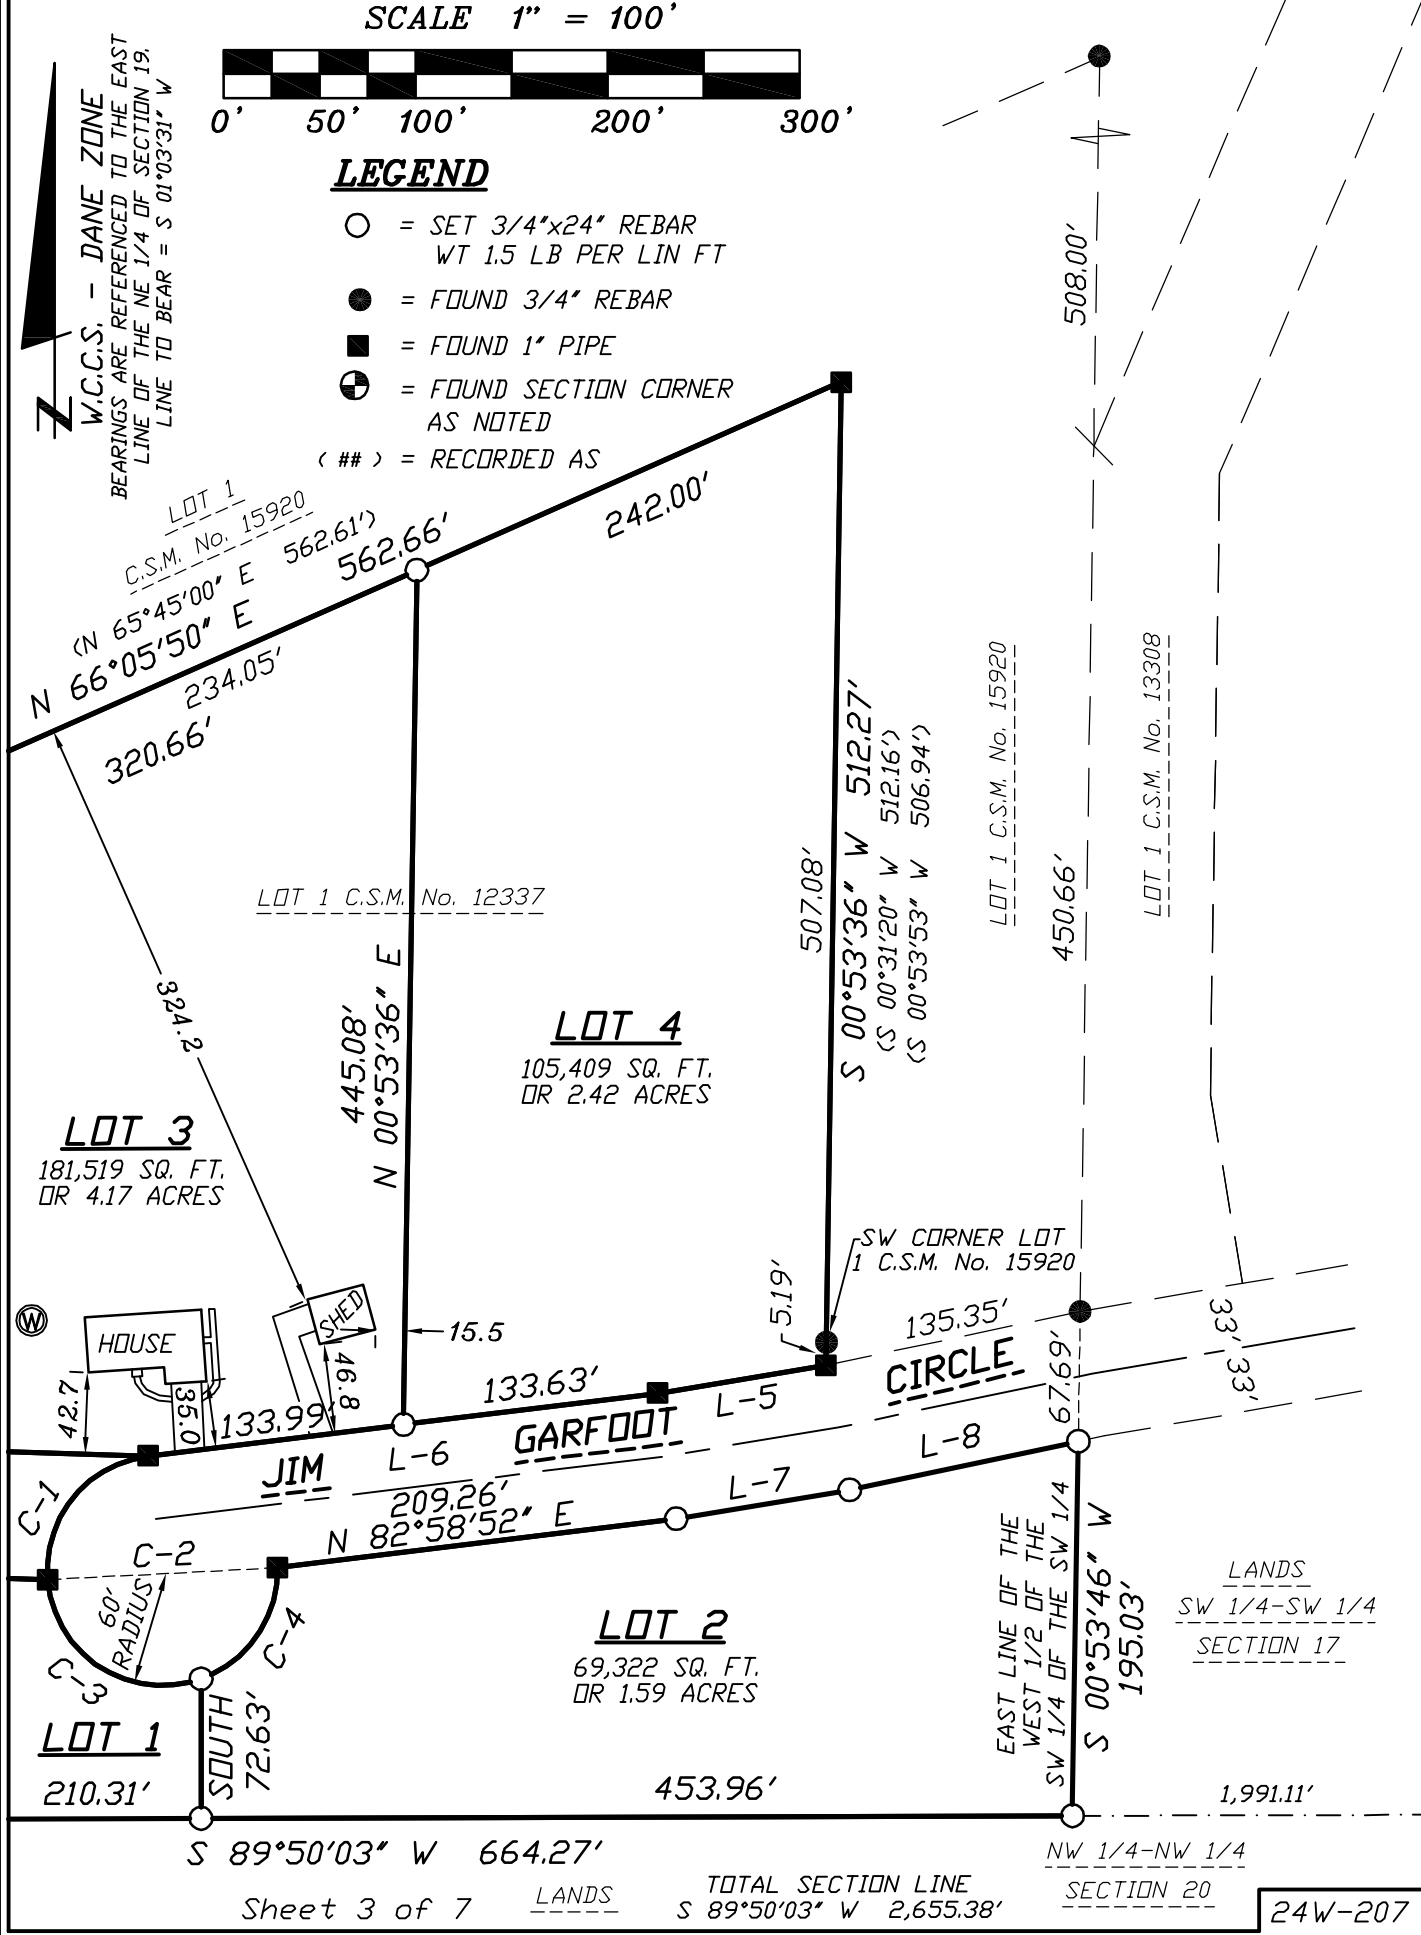 SCALE 1" = 100'
0' 50' 100' 200' 300'
W.C.C.S. - DANE ZONE
BEARINGS ARE REFERENCED TO THE EAST
LINE OF THE NE 1/4 OF SECTION 19.
LINE TO BEAR = S 01°03'31" W
N
LEGEND
= SET 3/4"x24" REBAR
WT 1.5 LB PER LIN FT
= FOUND 3/4" REBAR
= FOUND 1" PIPE
= FOUND SECTION CORNER
AS NOTED
( ## ) = RECORDED AS
508.00'
LOT 1
C.S.M. No. 15920
(N 65°45'00" E 562.61')
N 66°05'50" E 562.66'
234.05'
320.66'
242.00'
324.2
LOT 1 C.S.M. No. 12337
445.08'
N 00°53'36" E
507.08'
S 00°53'36" W 512.27'
(S 00°31'20" W 512.16')
(S 00°53'53" W 506.94')
LOT 1 C.S.M. No. 15920
450.66'
LOT 1 C.S.M. No. 13308
LOT 4
105,409 SQ. FT.
OR 2.42 ACRES
LOT 3
181,519 SQ. FT.
OR 4.17 ACRES
SW CORNER LOT
1 C.S.M. No. 15920
5.19'
W
HOUSE
SHED
15.5
46.8
42.7
35.0
133.99'
133.63'
L-5
135.35'
67.69'
33'
33'
JIM GARFOOT CIRCLE
L-6
L-7
L-8
209.26'
N 82°58'52" E
C-1
C-2
60'
RADIUS
C-3
C-4
LOT 2
69,322 SQ. FT.
OR 1.59 ACRES
EAST LINE OF THE
WEST 1/2 OF THE
SW 1/4 OF THE SW 1/4
S 00°53'46" W
195.03'
LANDS
SW 1/4-SW 1/4
SECTION 17
LOT 1
210.31'
SOUTH
72.63'
453.96'
1,991.11'
S 89°50'03" W 664.27'
NW 1/4-NW 1/4
SECTION 20
LANDS
TOTAL SECTION LINE
S 89°50'03" W 2,655.38'
Sheet 3 of 7
24W-207